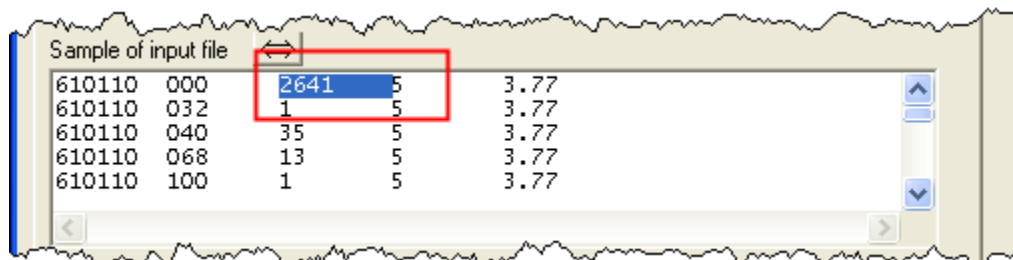 Sample of input file
610110 000 2641 5 3.77
610110 032 1 5 3.77
610110 040 35 5 3.77
610110 068 13 5 3.77
610110 100 1 5 3.77